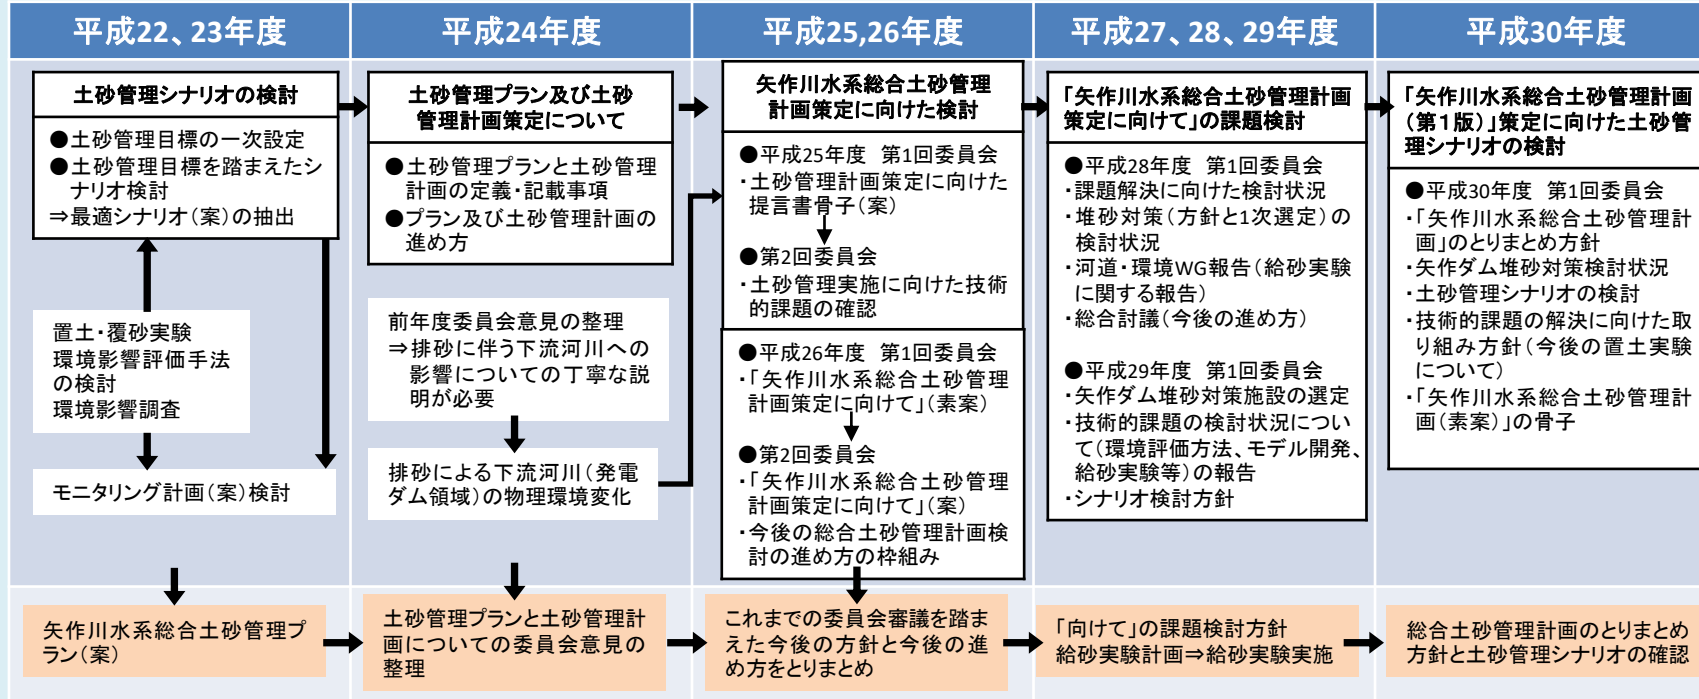 平成22、23年度
土砂管理シナリオの検討
●土砂管理目標の一次設定
●土砂管理目標を踏まえたシ
ナリオ検討
⇒最適シナリオ（案）の抽出
置土・覆砂実験
環境影響評価手法
の検討
環境影響調査
モニタリング計画（案）検討
矢作川水系総合土砂管理プ
ラン（案）
平成24年度
土砂管理プラン及び土砂
管理計画策定について
●土砂管理プランと土砂管理
計画の定義・記載事項
●プラン及び土砂管理計画の
進め方
前年度委員会意見の整理
⇒排砂に伴う下流河川への
影響についての丁寧な説
明が必要
排砂による下流河川（発電
ダム領域）の物理環境変化
土砂管理プランと土砂管理計
画についての委員会意見の
整理
平成25,26年度
矢作川水系総合土砂管理
計画策定に向けた検討
●平成25年度　第1回委員会
・土砂管理計画策定に向けた
提言書骨子（案）
●第2回委員会
・土砂管理実施に向けた技術
的課題の確認
●平成26年度　第1回委員会
・「矢作川水系総合土砂管理
計画策定に向けて」（素案）
●第2回委員会
・「矢作川水系総合土砂管理
計画策定に向けて」（案）
・今後の総合土砂管理計画検
討の進め方の枠組み
これまでの委員会審議を踏ま
えた今後の方針と今後の進
め方をとりまとめ
平成27、28、29年度
「矢作川水系総合土砂管理計画
策定に向けて」の課題検討
●平成28年度　第1回委員会
・課題解決に向けた検討状況
・堆砂対策（方針と1次選定）の
検討状況
・河道・環境WG報告（給砂実験
に関する報告）
・総合討議（今後の進め方）
●平成29年度　第1回委員会
・矢作ダム堆砂対策施設の選定
・技術的課題の検討状況につい
て（環境評価方法、モデル開発、
給砂実験等）の報告
・シナリオ検討方針
「向けて」の課題検討方針
給砂実験計画⇒給砂実験実施
平成30年度
「矢作川水系総合土砂管理計画
（第１版）」策定に向けた土砂管
理シナリオの検討
●平成30年度　第1回委員会
・「矢作川水系総合土砂管理計
画」のとりまとめ方針
・矢作ダム堆砂対策検討状況
・土砂管理シナリオの検討
・技術的課題の解決に向けた取
り組み方針（今後の置土実験
について）
・「矢作川水系総合土砂管理計
画（素案）」の骨子
総合土砂管理計画のとりまとめ
方針と土砂管理シナリオの確認